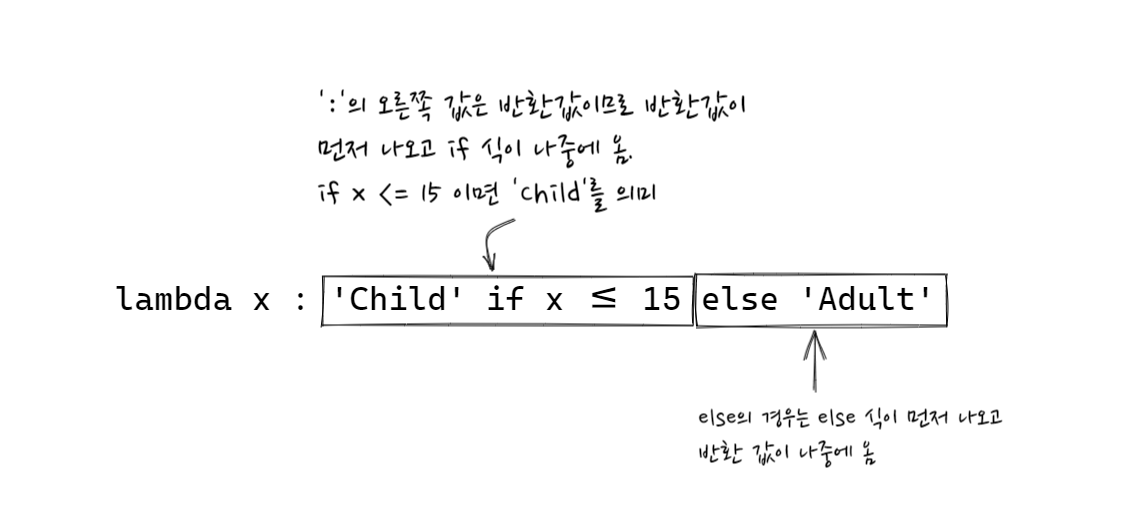 ':'의 오른쪽 값은 반환값이므로 반환값이
먼저 나오고 if 식이 나중에 옴.
if x <= 15 이면 'child'를 의미
lambda x : 'Child' if x ≤ 15 else 'Adult'
else의 경우는 else 식이 먼저 나오고
반환 값이 나중에 옴